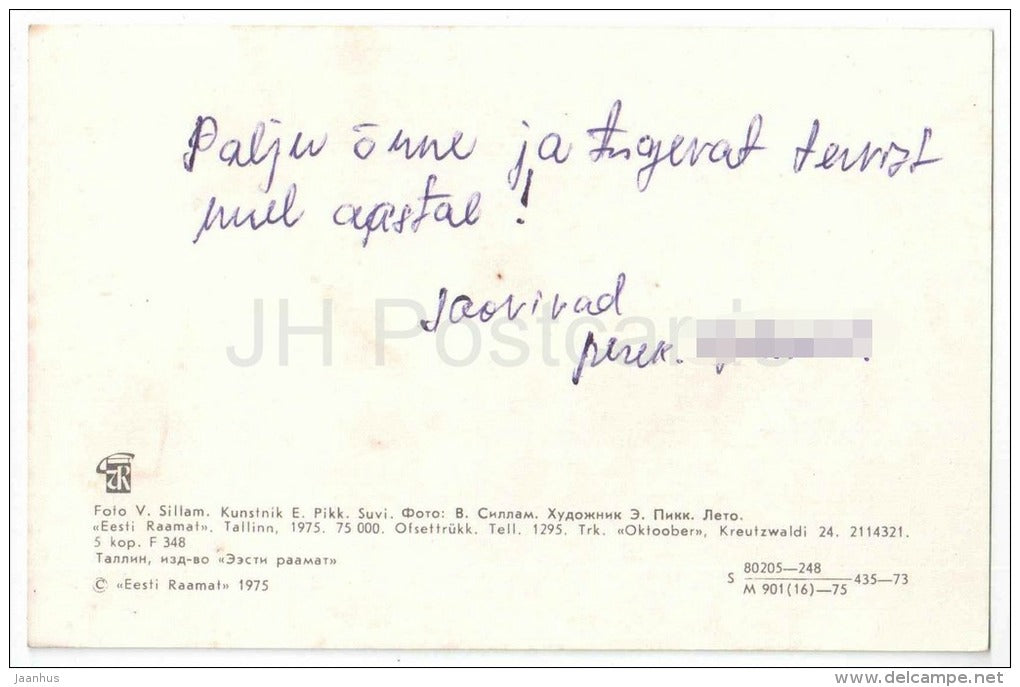 Palju õnne ja tugevat tervist
uuel aastal!
soovivad
perek.
JH Postcards
R
Foto V. Sillam. Kunstnik E. Pikk. Suvi. Фото: В. Силлам. Художник Э. Пикк. Лето.
«Eesti Raamat». Tallinn, 1975. 75 000. Ofsettrükk. Tell. 1295. Trk. «Oktoober», Kreutzwaldi 24. 2114321.
5 kop. F 348
Таллин, изд-во «Ээсти раамат»
© «Eesti Raamat» 1975
S 80205—248
M 901(16)—75 435—73
Jaanhus
delcampe.net